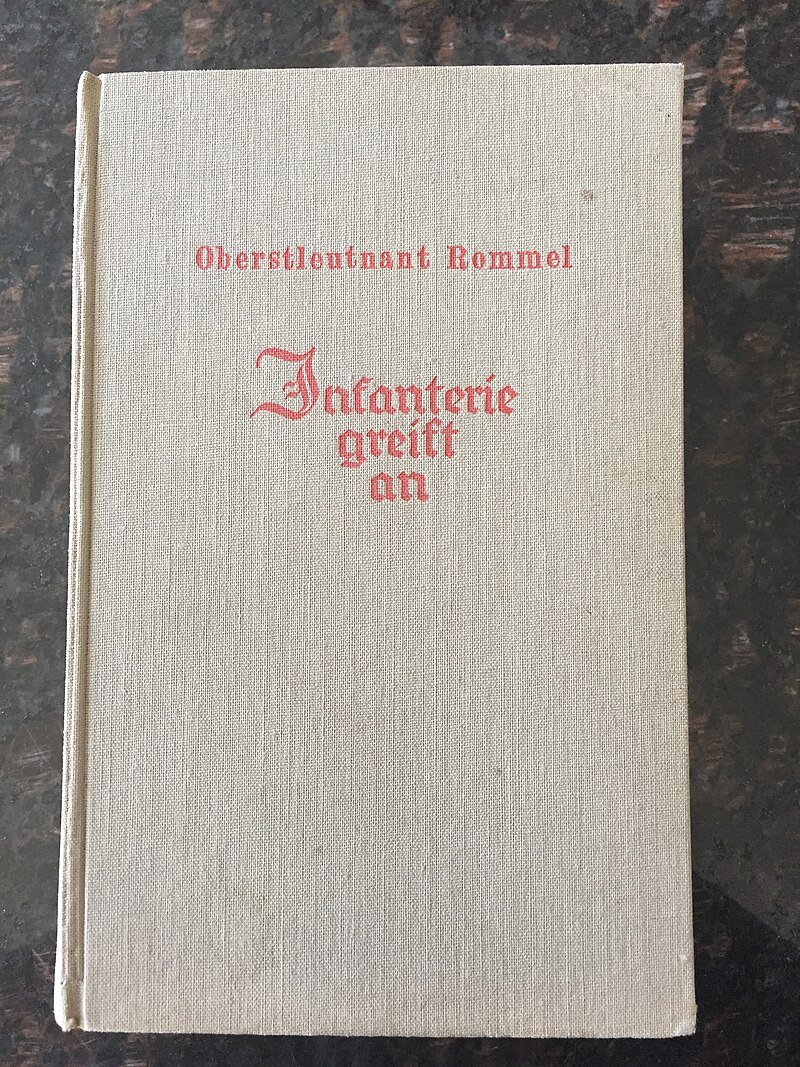 Oberstleutnant Rommel
Infanterie
greift
an